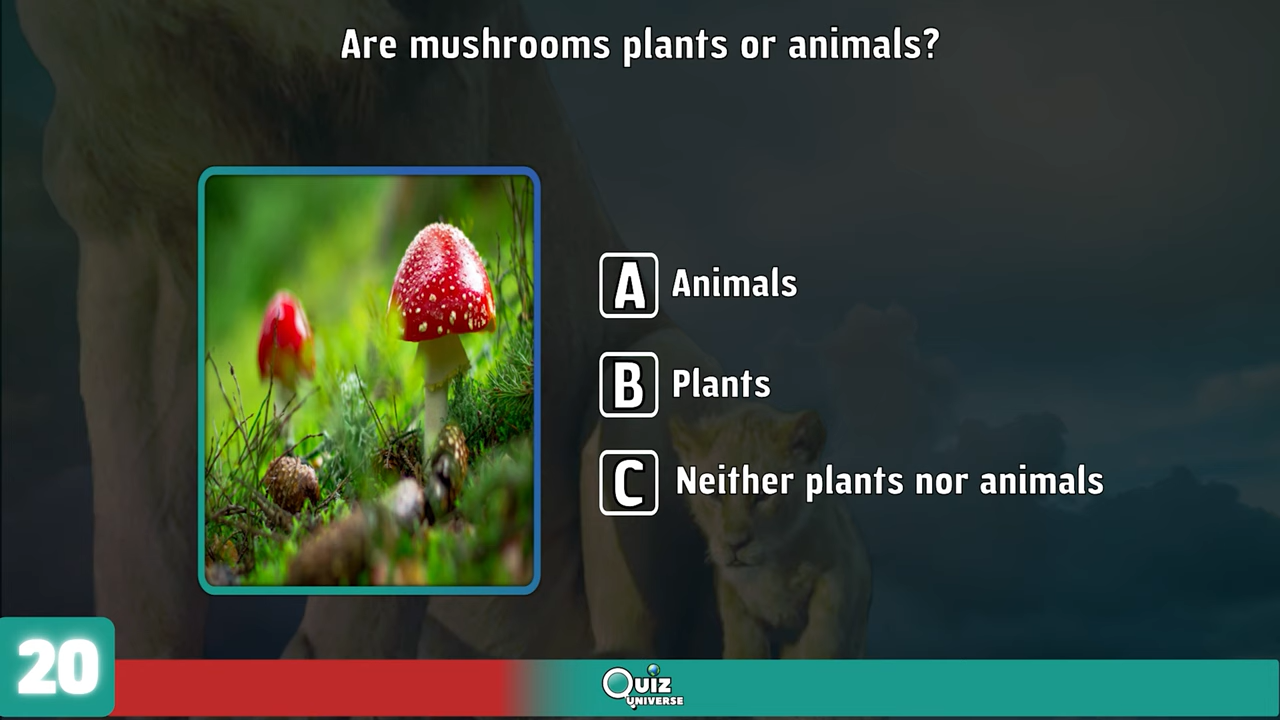 Are mushrooms plants or animals?
A Animals
B Plants
C Neither plants nor animals
20
QUIZ
UNIVERSE